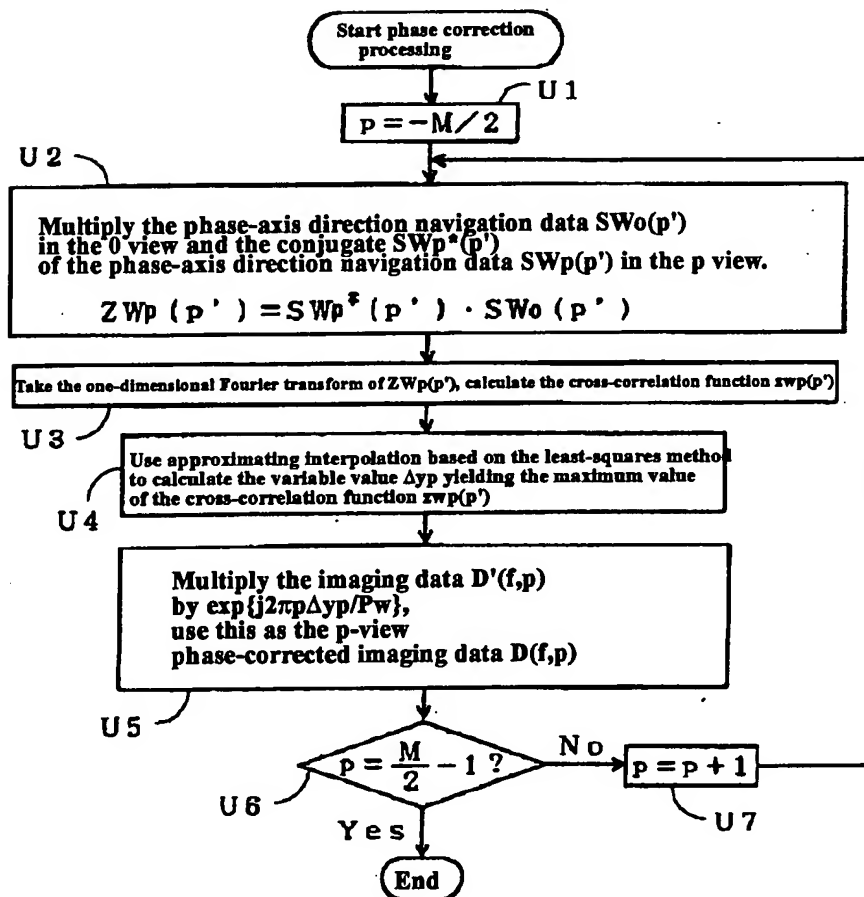 Start phase correction
processing
U1
p=-M/2
U2
Multiply the phase-axis direction navigation data SWo(p')
in the 0 view and the conjugate SWp*(p')
of the phase-axis direction navigation data SWp(p') in the p view.
ZWp(p')=SWp*(p')·SWo(p')
Take the one-dimensional Fourier transform of ZWp(p'), calculate the cross-correlation function zwp(p')
U3
Use approximating interpolation based on the least-squares method
to calculate the variable value Δyp yielding the maximum value
of the cross-correlation function zwp(p')
U4
Multiply the imaging data D'(f,p)
by exp{j2πpΔyp/Pw},
use this as the p-view
phase-corrected imaging data D(f,p)
U5
p=M/2-1?
No
p=p+1
U6
U7
Yes
End